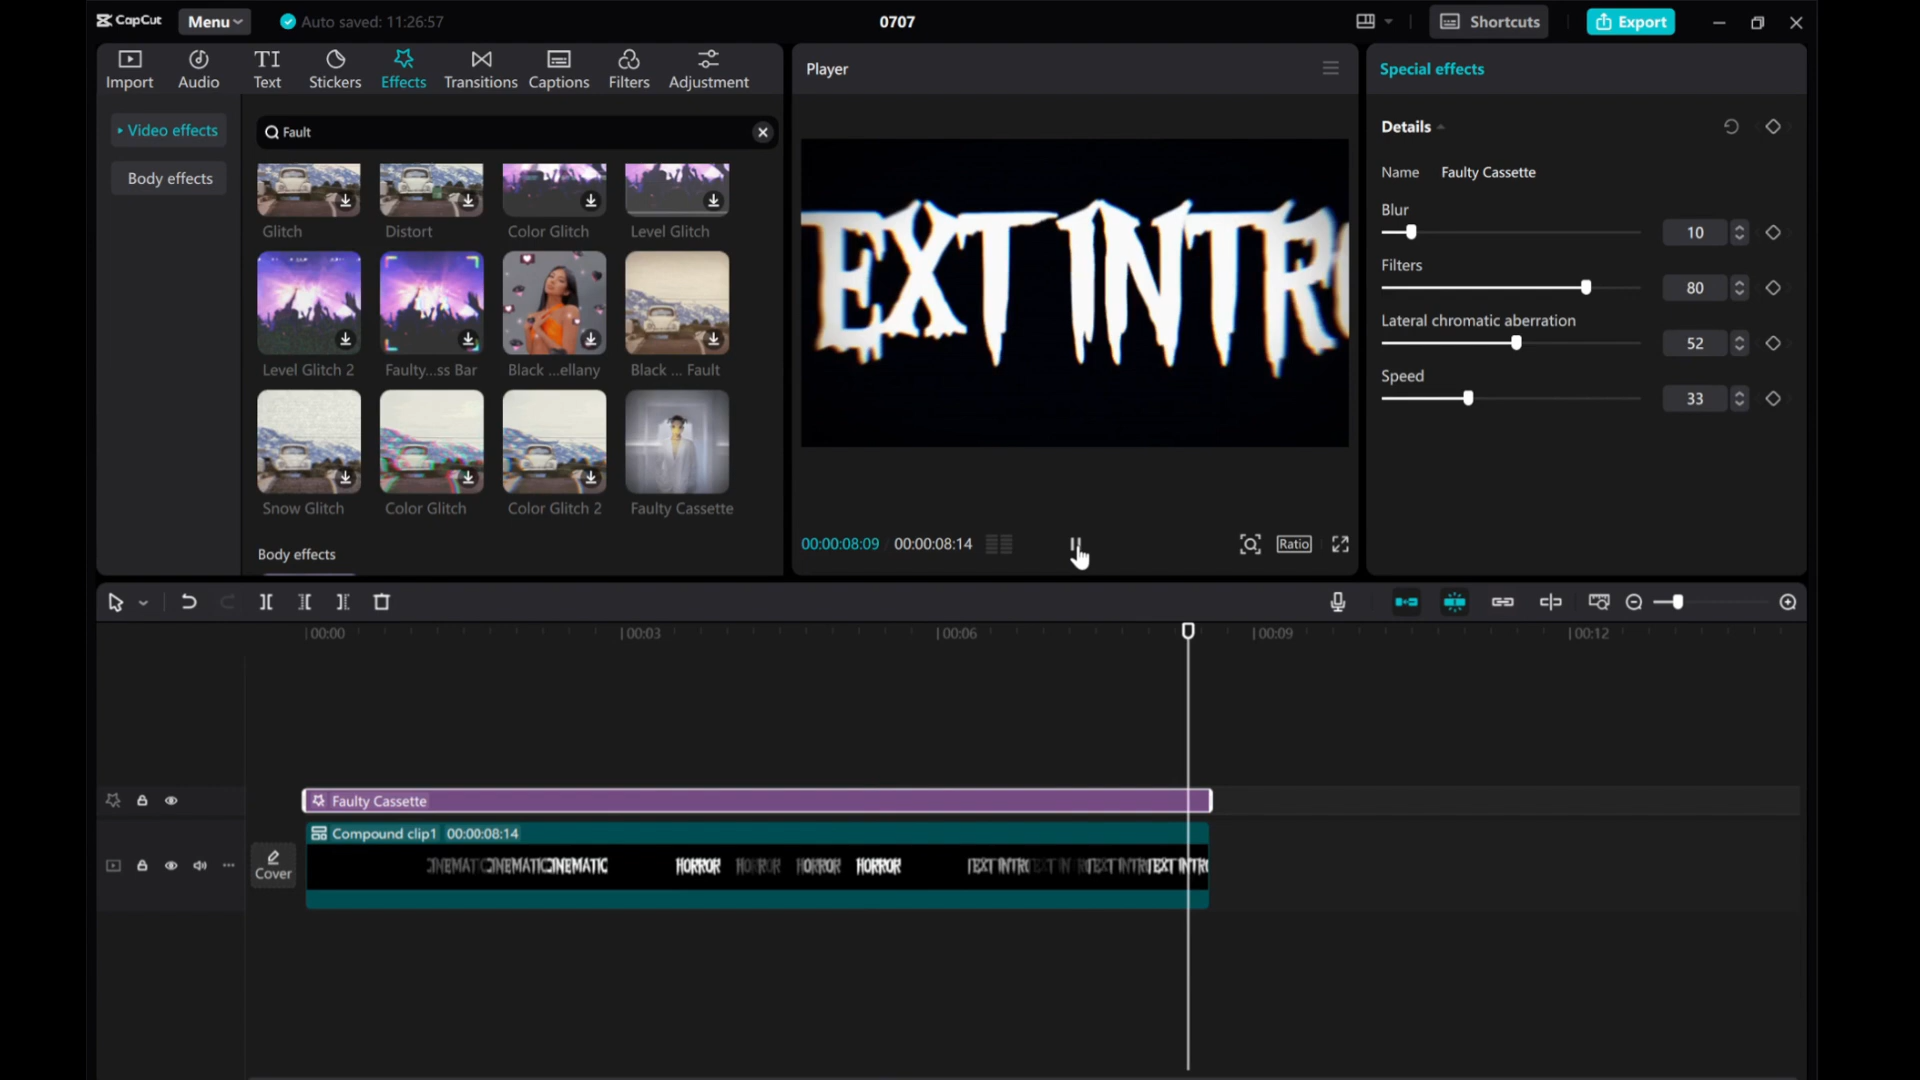 CapCut
Menu
Auto saved: 11:26:57
0707
Shortcuts
Export
Import
Audio
TI
Text
Stickers
Effects
Transitions
Captions
Filters
Adjustment
Video effects
Body effects
Fault
Glitch
Distort
Color Glitch
Level Glitch
Level Glitch 2
Faulty...ss Bar
Black ...ellany
Black ... Fault
Snow Glitch
Color Glitch
Color Glitch 2
Faulty Cassette
Body effects
Player
EXT INTRO
00:00:08:09
00:00:08:14
Ratio
Special effects
Details
Name Faulty Cassette
Blur
10
Filters
80
Lateral chromatic aberration
52
Speed
33
00:00
00:03
00:06
00:09
00:12
Faulty Cassette
Compound clip1 00:00:08:14
Cover
CINEMATIC
HORROR
HORROR
HORROR
HORROR
TEXT INTRO